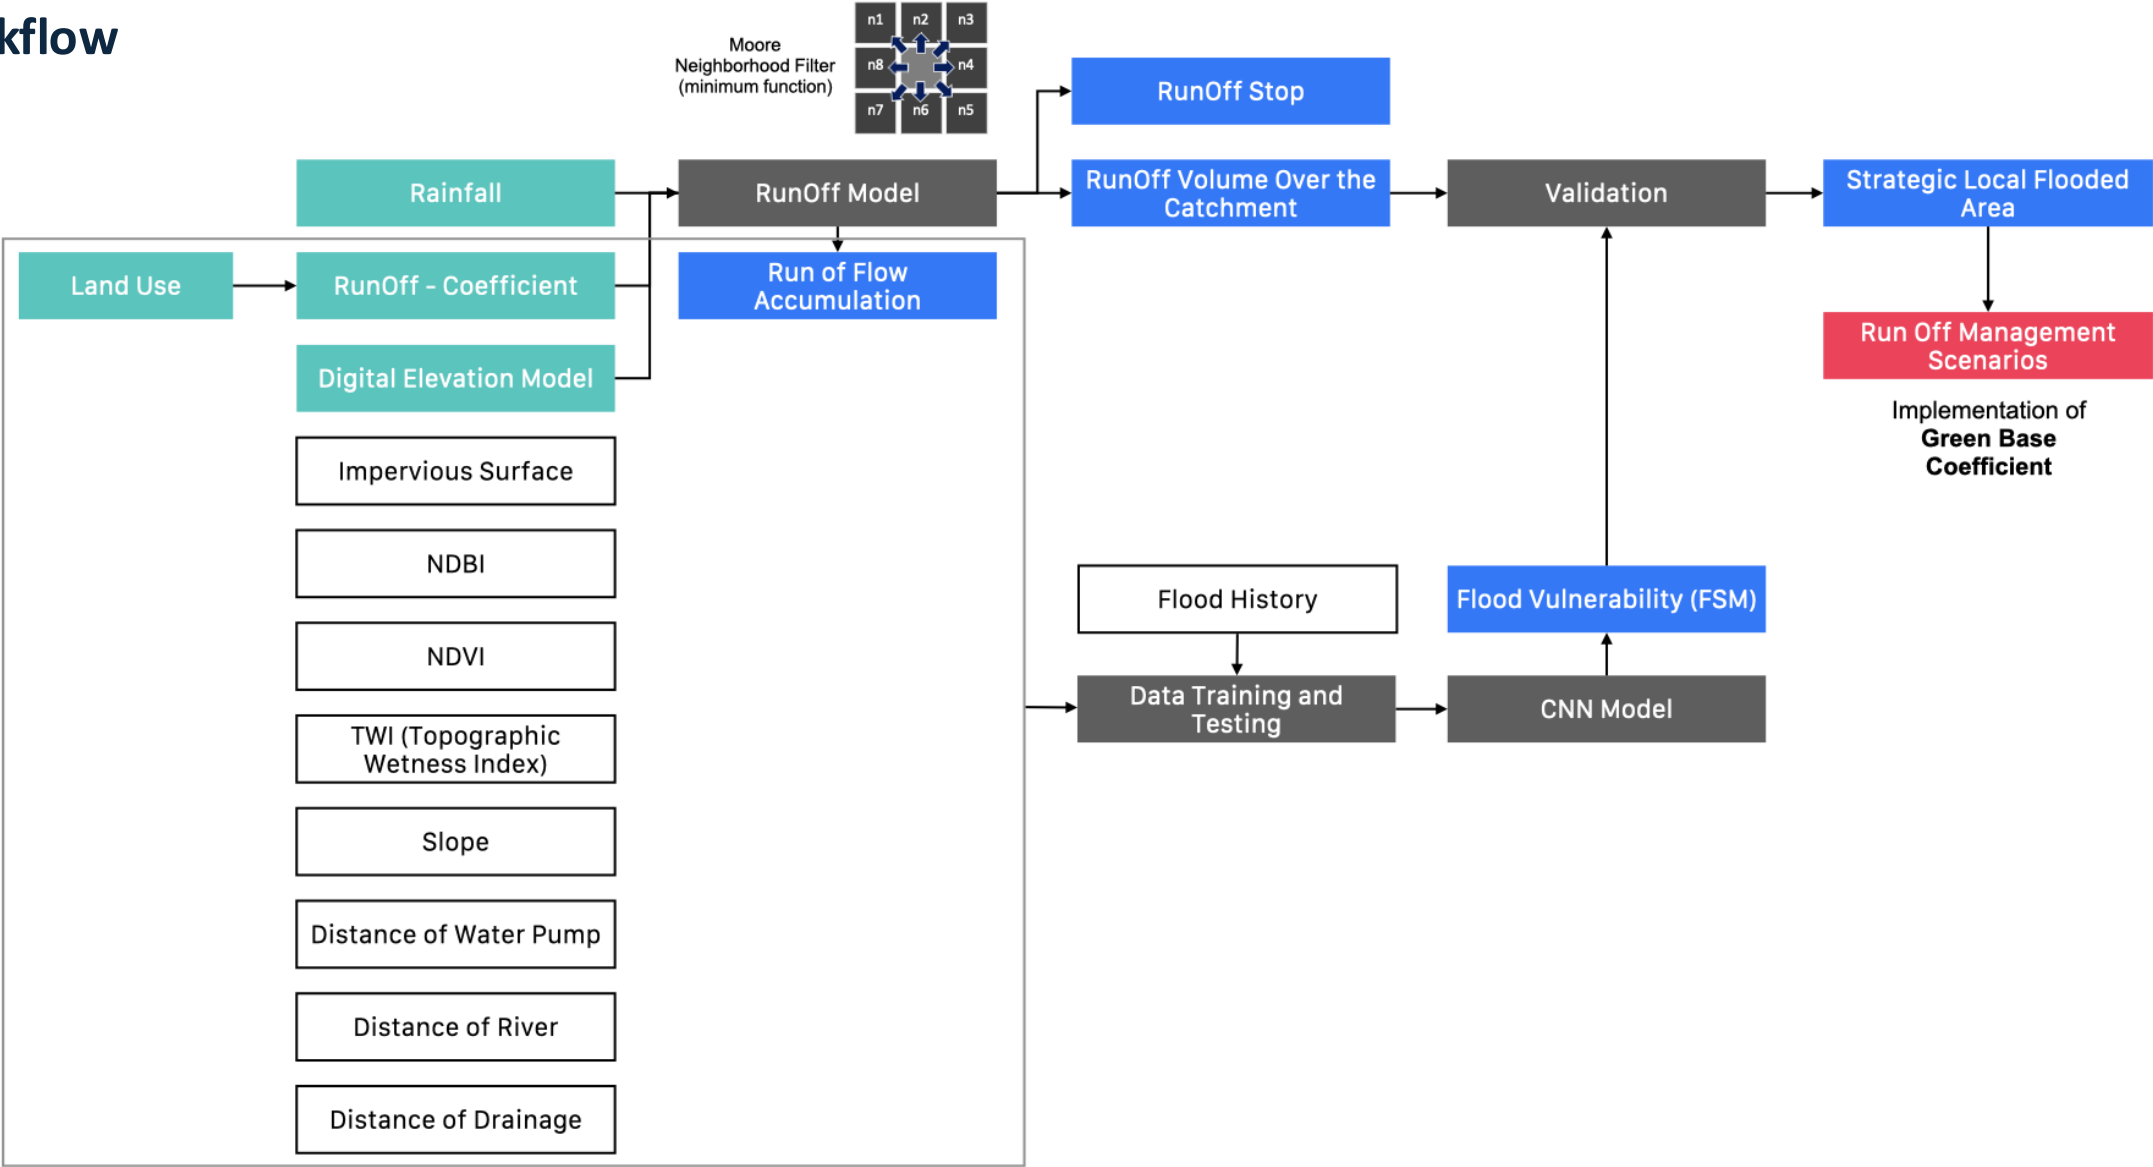 kflow
Moore
Neighborhood Filter
(minimum function)
n1 n2 n3
n8 n4
n7 n6 n5
RunOff Stop
Rainfall
RunOff Model
RunOff Volume Over the
Catchment
Validation
Strategic Local Flooded
Area
Land Use
RunOff - Coefficient
Run of Flow
Accumulation
Digital Elevation Model
Run Off Management
Scenarios
Implementation of
Green Base
Coefficient
Impervious Surface
NDBI
NDVI
TWI (Topographic
Wetness Index)
Slope
Distance of Water Pump
Distance of River
Distance of Drainage
Flood History
Flood Vulnerability (FSM)
Data Training and
Testing
CNN Model